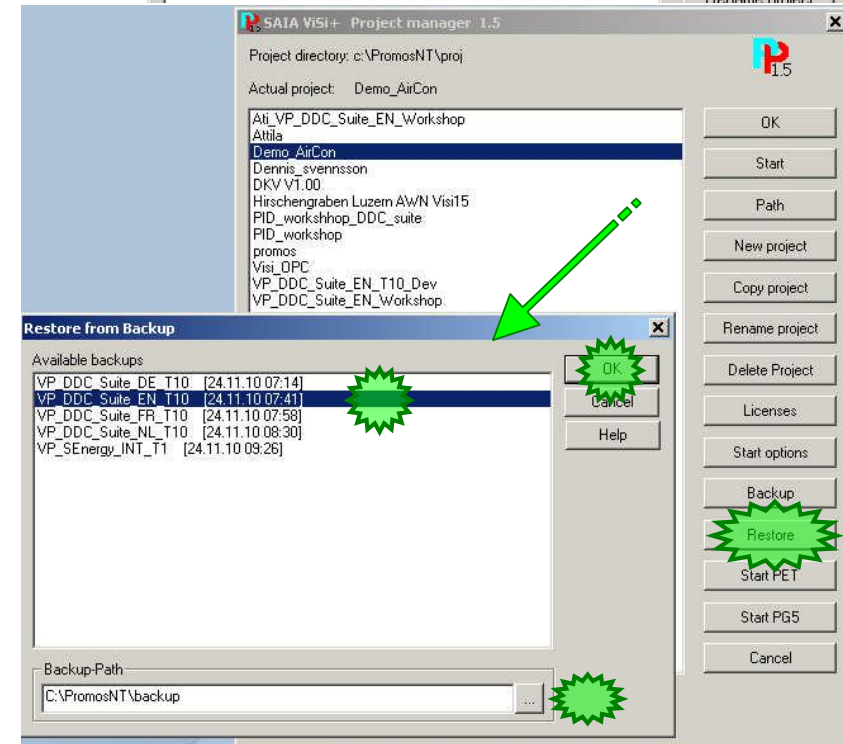 Rename project
SAIA ViSi+ Project manager 1.5
Project directory: c:\PromosNT\proj
1.5
Actual project: Demo_AirCon
Ati_VP_DDC_Suite_EN_Workshop
Attila
Demo_AirCon
Dennis_svennsson
DKV V1.00
Hirschengraben Luzern AWN Visi15
PID_workshhop_DDC_suite
PID_workshop
promos
Visi_OPC
VP_DDC_Suite_EN_T10_Dev
VP_DDC_Suite_EN_Workshop
OK
Start
Path
New project
Copy project
Rename project
Delete Project
Licenses
Start options
Backup
Restore
Start PET
Start PG5
Cancel
Restore from Backup
Available backups
VP_DDC_Suite_DE_T10 [24.11.10 07:14]
VP_DDC_Suite_EN_T10 [24.11.10 07:41]
VP_DDC_Suite_FR_T10 [24.11.10 07:58]
VP_DDC_Suite_NL_T10 [24.11.10 08:30]
VP_SEnergy_INT_T1 [24.11.10 09:26]
OK
Cancel
Help
Backup-Path
C:\PromosNT\backup
...